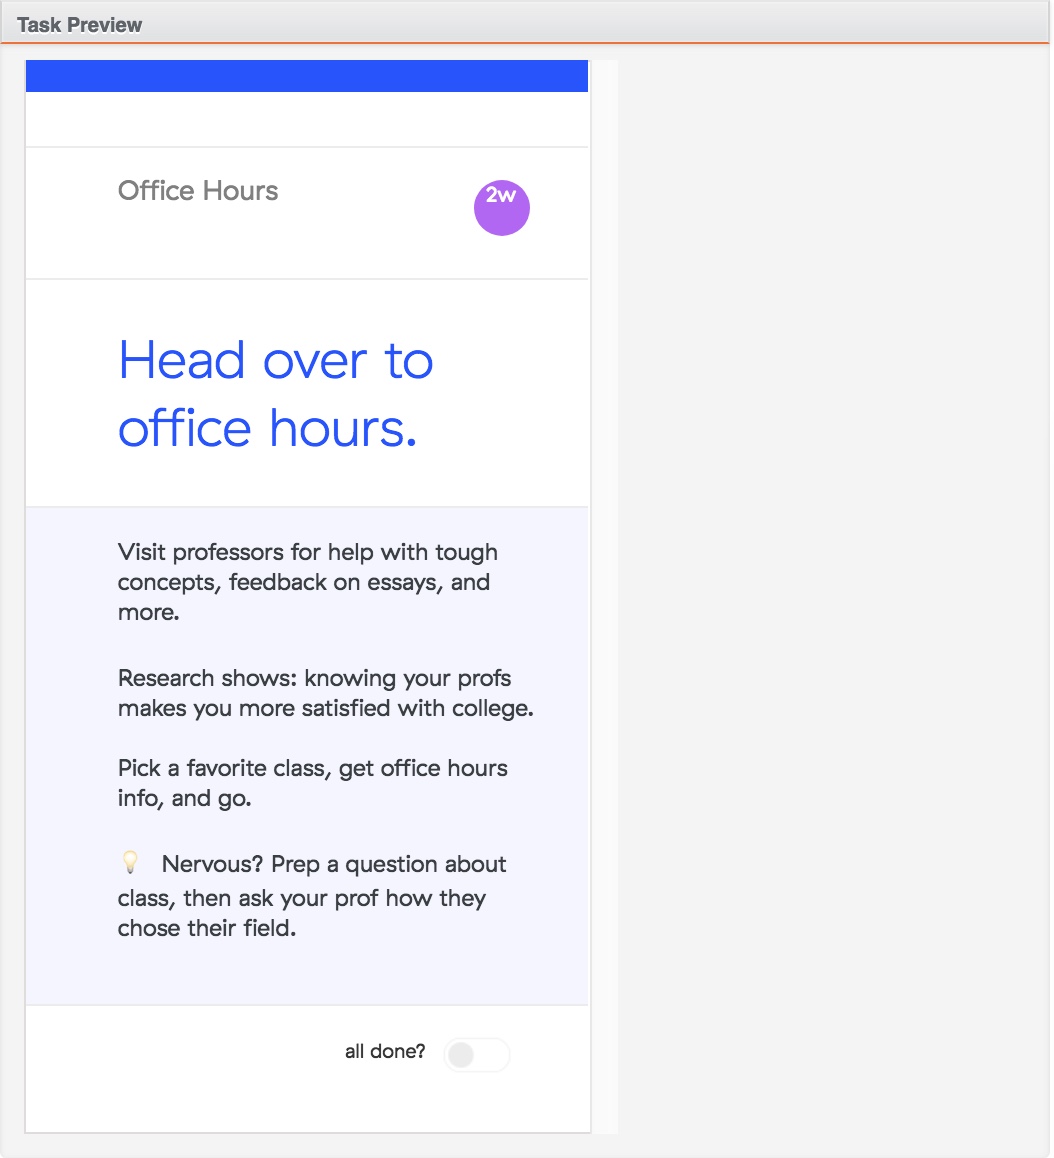 Task Preview
Office Hours
2w
Head over to
office hours.
Visit professors for help with tough
concepts, feedback on essays, and
more.
Research shows: knowing your profs
makes you more satisfied with college.
Pick a favorite class, get office hours
info, and go.
💡 Nervous? Prep a question about
class, then ask your prof how they
chose their field.
all done?